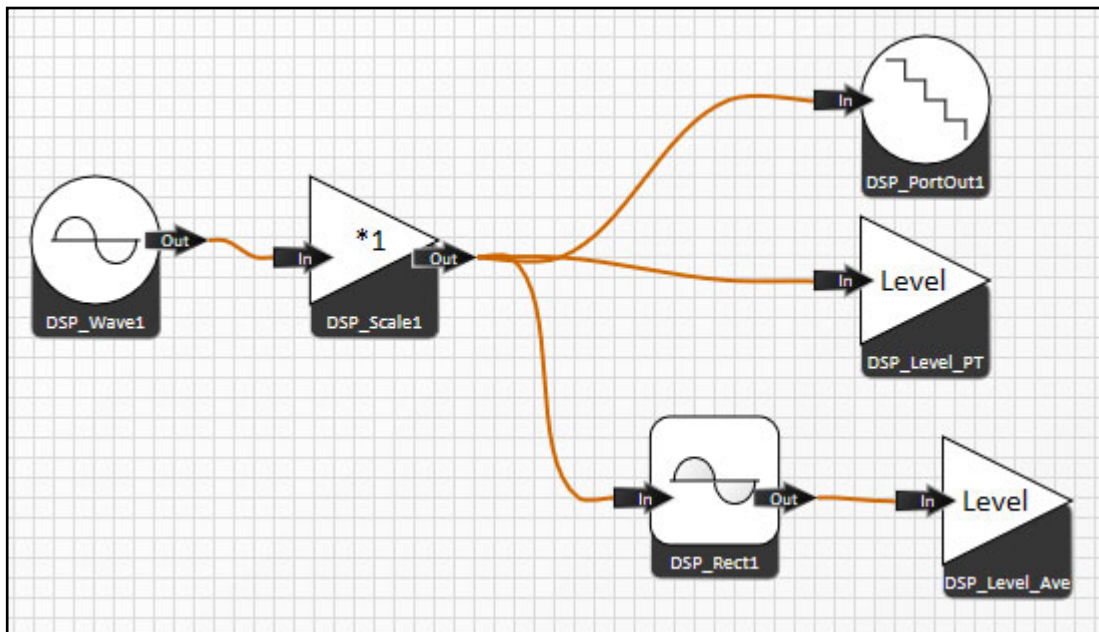 In
DSP_PortOut1
Out
DSP_Wave1
In
*1
Out
DSP_Scale1
In
Level
DSP_Level_PT
In
Out
DSP_Rect1
In
Level
DSP_Level_Ave